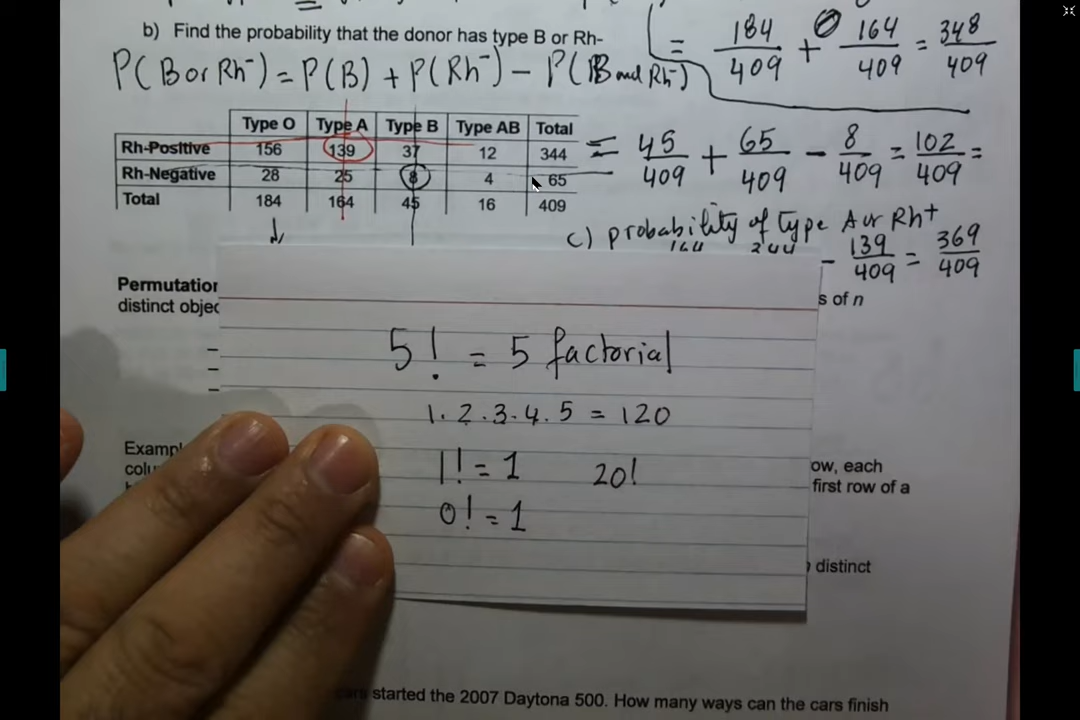 b) Find the probability that the donor has type B or Rh-
= 184/409 + 0 164/409 = 348/409
P(B or Rh⁻) = P(B) + P(Rh⁻) - P(B and Rh⁻)
Type O Type A Type B Type AB Total
Rh-Positive 156 139 37 12 344
Rh-Negative 28 25 8 4 65
Total 184 164 45 16 409
= 45/409 + 65/409 - 8/409 = 102/409 =
c) probability of type A or Rh⁺
- 139/409 = 369/409
s of n
distinct
5! = 5 factorial
1.2.3.4.5 = 120
1! = 1 20!
0! = 1
ow, each
first row of a
distinct
started the 2007 Daytona 500. How many ways can the cars finish